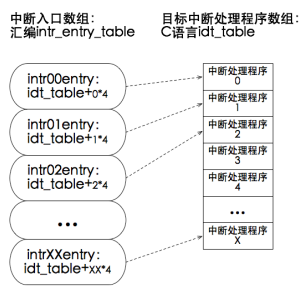 中断入口数组：
汇编intr_entry_table
目标中断处理程序数组：
C语言idt_table
intr00entry:
idt_table+0*4
intr01entry:
idt_table+1*4
intr02entry:
idt_table+2*4
...
intrXXentry:
idt_table+XX*4
中断处理程序
0
中断处理程序
1
中断处理程序
2
中断处理程序
3
中断处理程序
4
...
中断处理程序
X